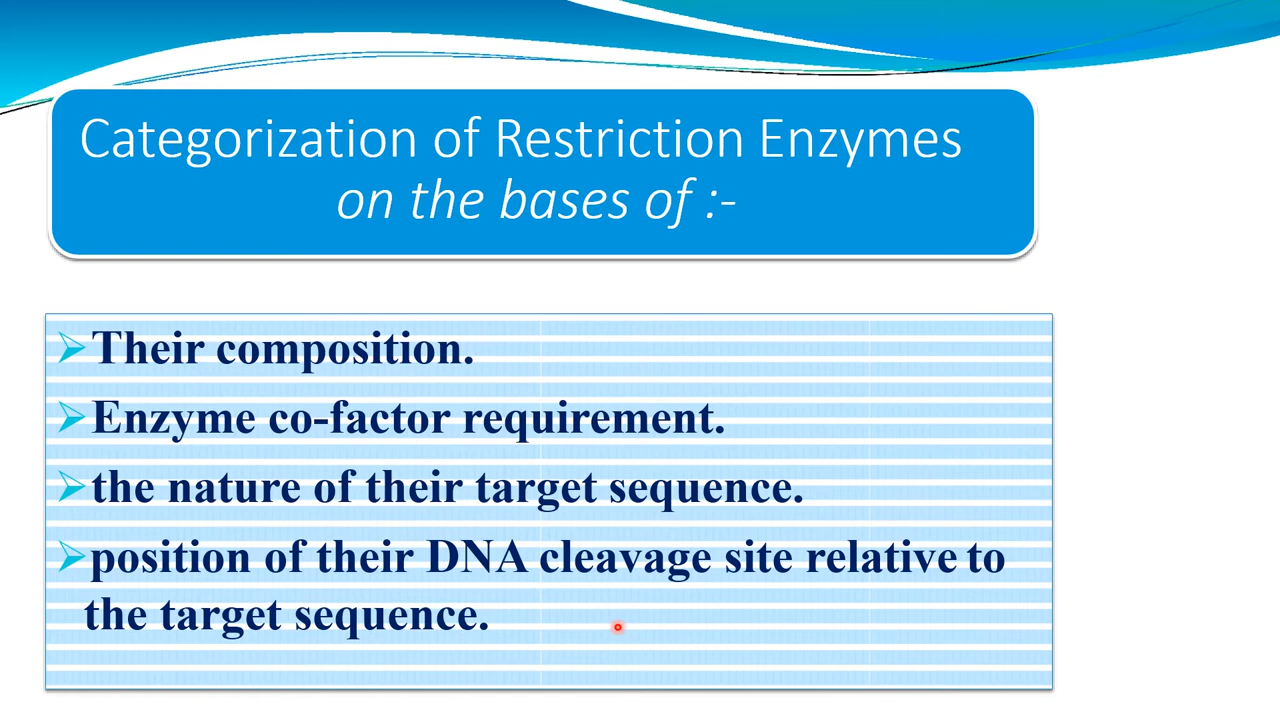 Categorization of Restriction Enzymes
on the bases of :-
Their composition.
Enzyme co-factor requirement.
the nature of their target sequence.
position of their DNA cleavage site relative to
the target sequence.